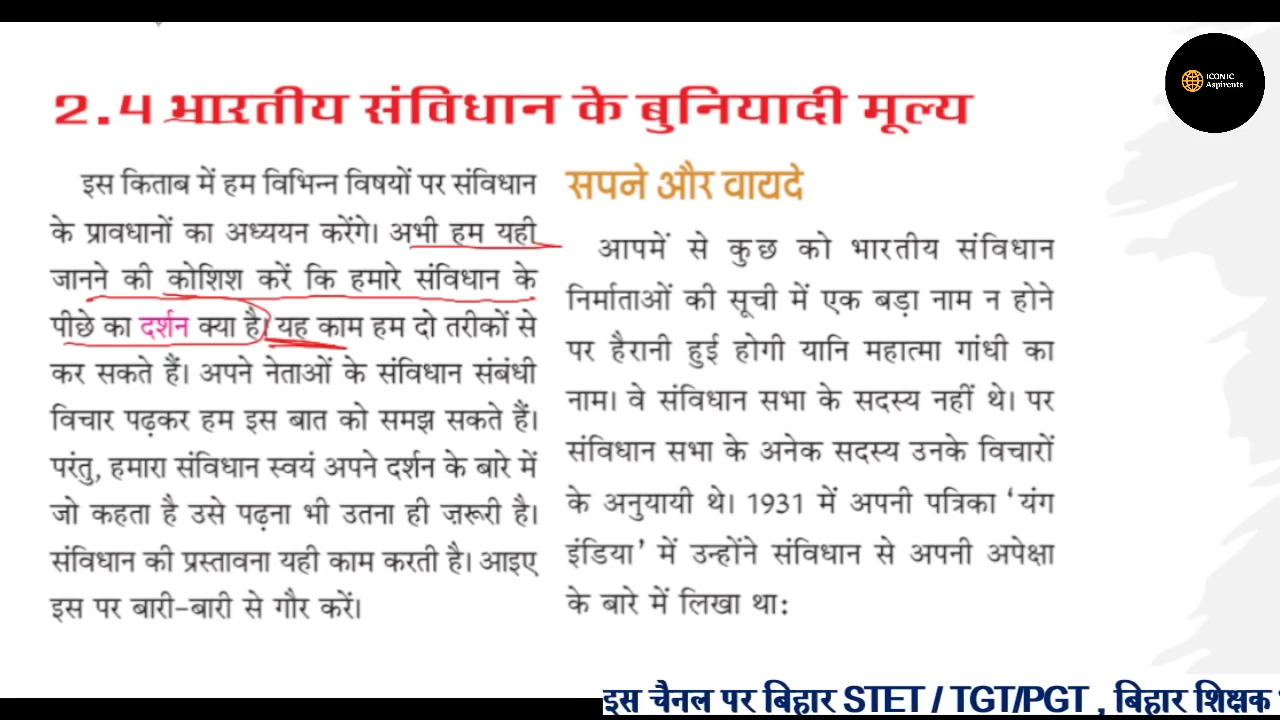 ICONIC
Aspirents
2.4 भारतीय संविधान के बुनियादी मूल्य
इस किताब में हम विभिन्न विषयों पर संविधान
के प्रावधानों का अध्ययन करेंगे। अभी हम यही
जानने की कोशिश करें कि हमारे संविधान के
पीछे का दर्शन क्या है। यह काम हम दो तरीकों से
कर सकते हैं। अपने नेताओं के संविधान संबंधी
विचार पढ़कर हम इस बात को समझ सकते हैं।
परंतु, हमारा संविधान स्वयं अपने दर्शन के बारे में
जो कहता है उसे पढ़ना भी उतना ही ज़रूरी है।
संविधान की प्रस्तावना यही काम करती है। आइए
इस पर बारी-बारी से गौर करें।
सपने और वायदे
आपमें से कुछ को भारतीय संविधान
निर्माताओं की सूची में एक बड़ा नाम न होने
पर हैरानी हुई होगी यानि महात्मा गांधी का
नाम। वे संविधान सभा के सदस्य नहीं थे। पर
संविधान सभा के अनेक सदस्य उनके विचारों
के अनुयायी थे। 1931 में अपनी पत्रिका ‘यंग
इंडिया’ में उन्होंने संविधान से अपनी अपेक्षा
के बारे में लिखा था:
इस चैनल पर बिहार STET / TGT/PGT , बिहार शिक्षक